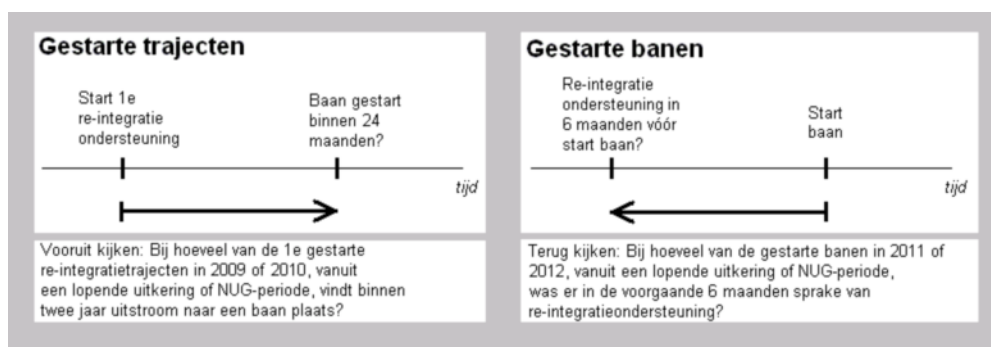 Gestarte trajecten
Start 1e
re-integratie
ondersteuning
Baan gestart
binnen 24
maanden?
tijd
Vooruit kijken: Bij hoeveel van de 1e gestarte
re-integratietrajecten in 2009 of 2010, vanuit
een lopende uitkering of NUG-periode, vindt binnen
twee jaar uitstroom naar een baan plaats?
Gestarte banen
Re-integratie
ondersteuning in
6 maanden vóór
start baan?
Start
baan
tijd
Terug kijken: Bij hoeveel van de gestarte banen in 2011 of
2012, vanuit een lopende uitkering of NUG-periode,
was er in de voorgaande 6 maanden sprake van
re-integratieondersteuning?